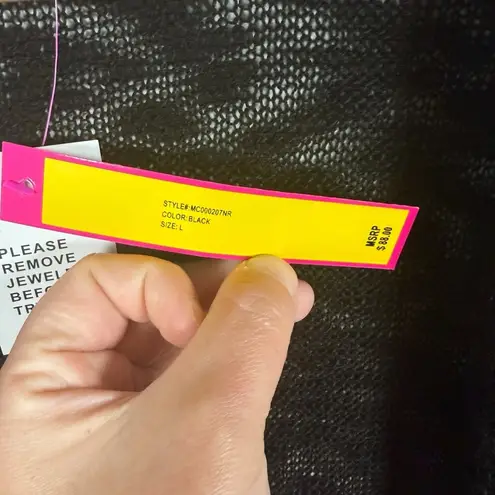 STYLE#:MC000207NR
COLOR:BLACK
SIZE: L
MSRP
$88.00
PLEASE
REMOVE
JEWEL
BEFO
TR